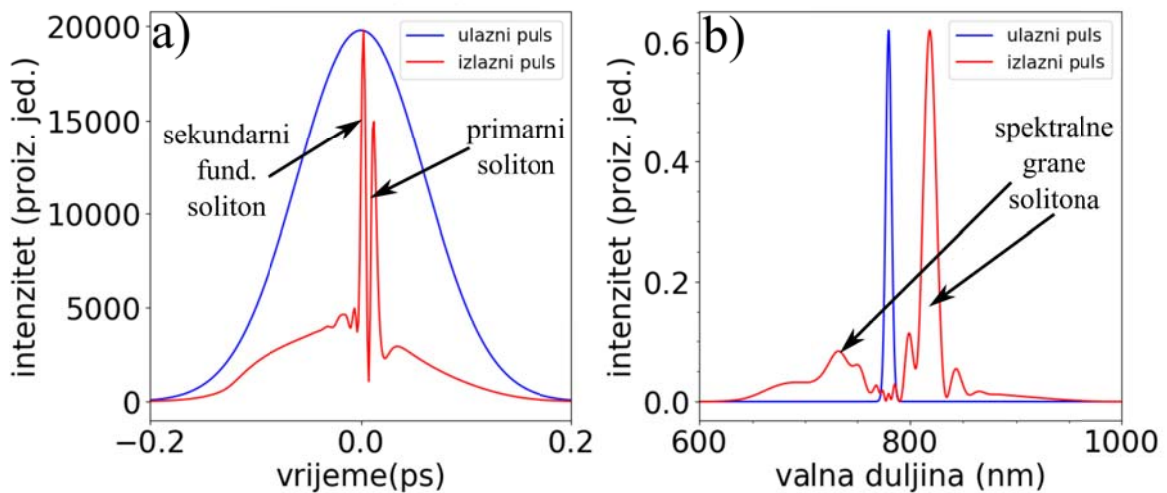 a)
ulazni puls
izlazni puls
sekundarni
fund.
soliton
primarni
soliton
intenzitet (proiz. jed.)
20000
15000
10000
5000
0
−0.2
0.0
0.2
vrijeme(ps)
b)
ulazni puls
izlazni puls
spektralne
grane
solitona
intenzitet (proiz. jed.)
0.6
0.4
0.2
0.0
600
800
1000
valna duljina (nm)